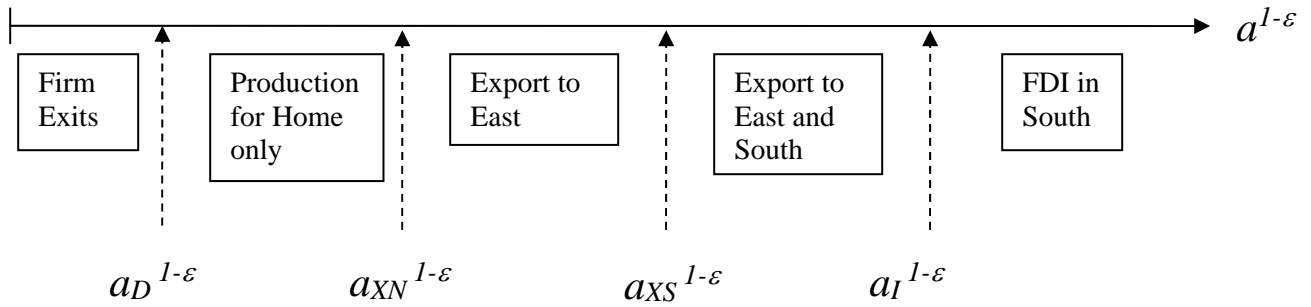 a^{1-ε}
Firm
Exits
Production
for Home
only
Export to
East
Export to
East and
South
FDI in
South
a_D^{1-ε}
a_{XN}^{1-ε}
a_{XS}^{1-ε}
a_I^{1-ε}